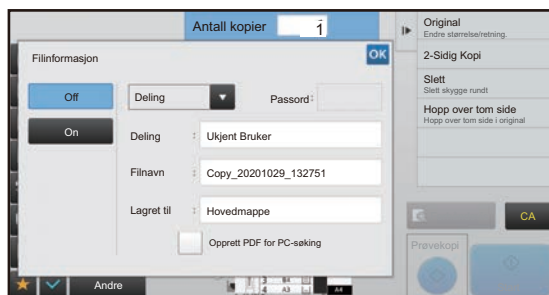 Antall kopier 1
Original
Endre størrelse/retning.
2-Sidig Kopi
Slett
Slett skygge rundt
Hopp over tom side
Hopp over tom side i original
Filinformasjon
OK
Off
On
Deling
Passord:
Deling : Ukjent Bruker
Filnavn : Copy_20201029_132751
Lagret til : Hovedmappe
Opprett PDF for PC-søking
CA
Prøvekopi
Andre
A3
A4